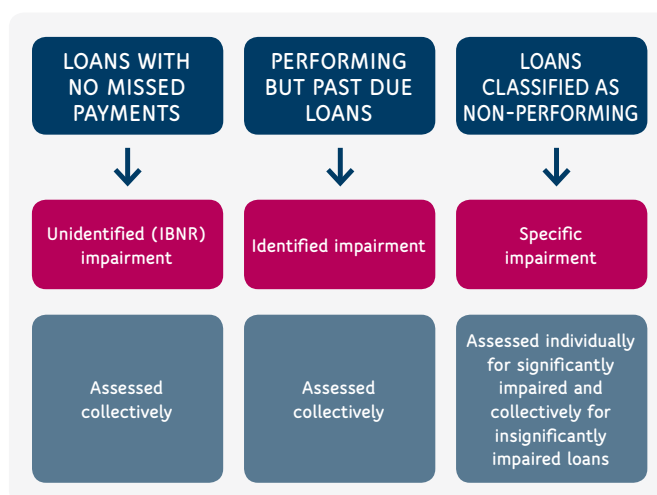 LOANS WITH
NO MISSED
PAYMENTS
PERFORMING
BUT PAST DUE
LOANS
LOANS
CLASSIFIED AS
NON-PERFORMING
Unidentified (IBNR)
impairment
Identified impairment
Specific
impairment
Assessed
collectively
Assessed
collectively
Assessed individually
for significantly
impaired and
collectively for
insignificantly
impaired loans